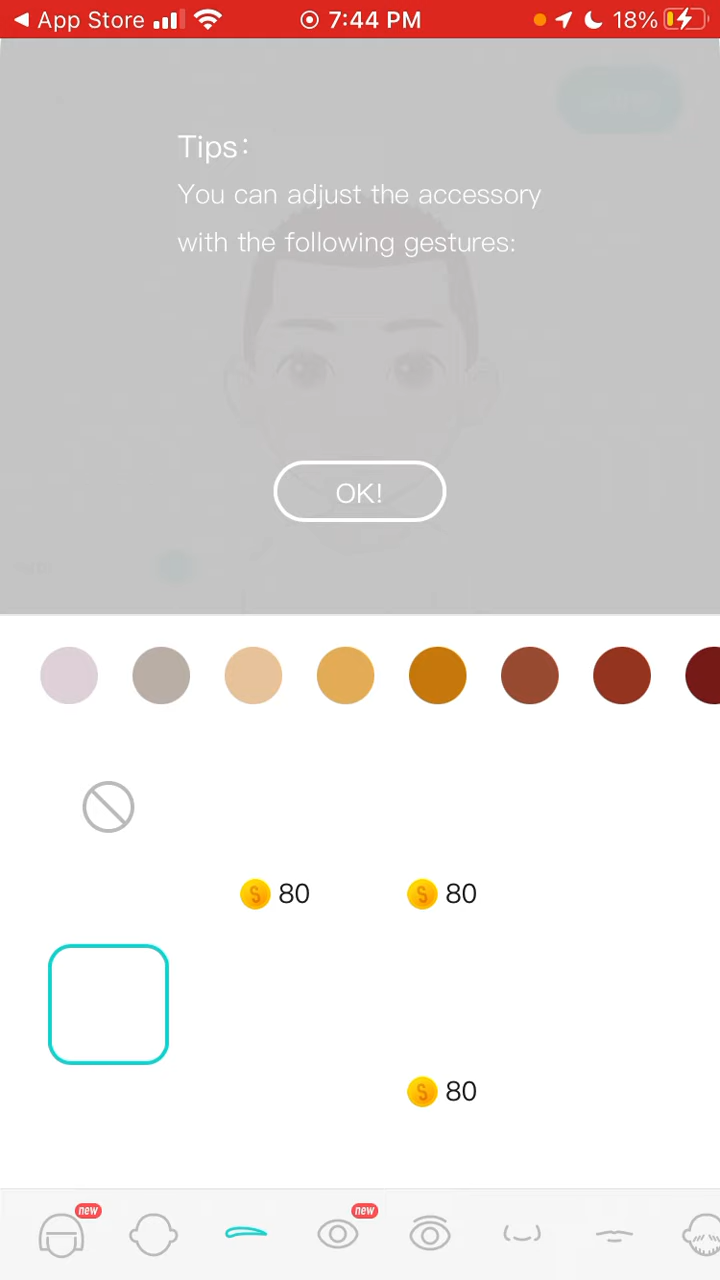 App Store 7:44 PM 18%
Tips:
You can adjust the accessory
with the following gestures:
OK!
80 80
80
new new